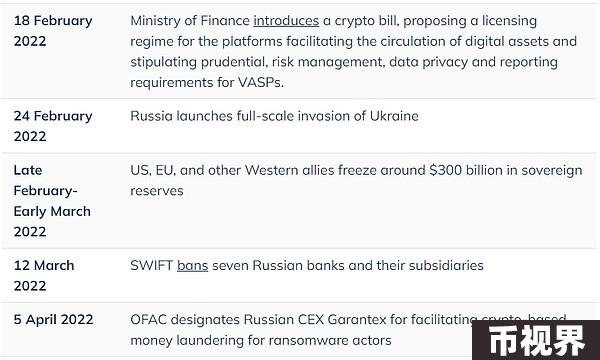 18 February
2022
Ministry of Finance introduces a crypto bill, proposing a licensing
regime for the platforms facilitating the circulation of digital assets and
stipulating prudential, risk management, data privacy and reporting
requirements for VASPs.
24 February
2022
Russia launches full-scale invasion of Ukraine
Late
February-
Early March
2022
US, EU, and other Western allies freeze around $300 billion in sovereign
reserves
12 March
2022
SWIFT bans seven Russian banks and their subsidiaries
5 April 2022
OFAC designates Russian CEX Garantex for facilitating crypto-based
money laundering for ransomware actors
币视界